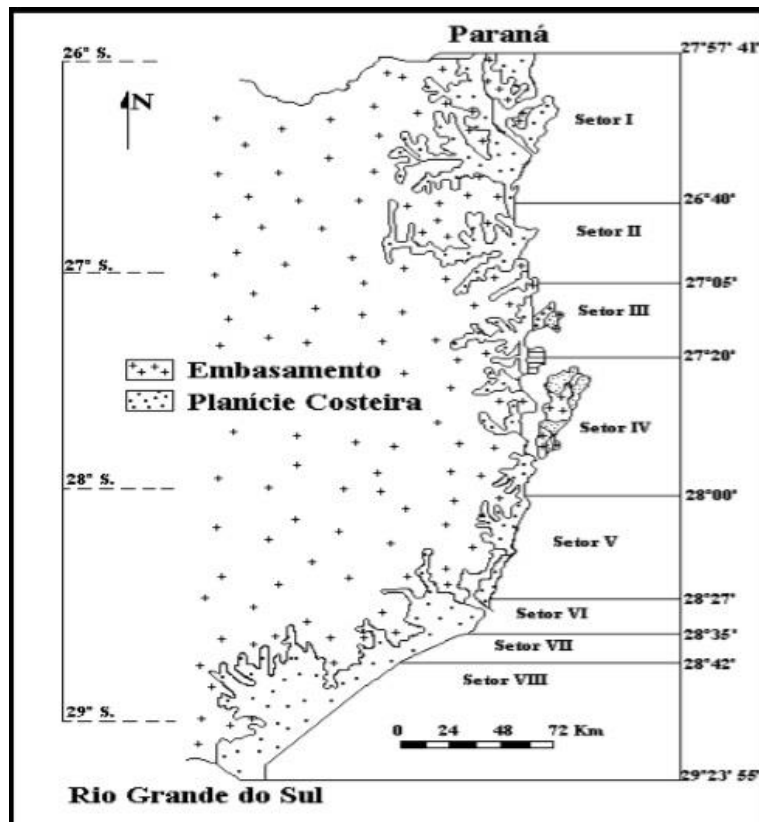 Paraná
26° S.
27°57' 41"
N
Setor I
26°40'
Setor II
27° S.
27°05'
Setor III
27°20'
Embasamento
Planície Costeira
Setor IV
28° S.
28°00'
Setor V
28°27'
Setor VI
28°35'
Setor VII
28°42'
Setor VIII
29° S.
0 24 48 72 Km
29°23' 55"
Rio Grande do Sul